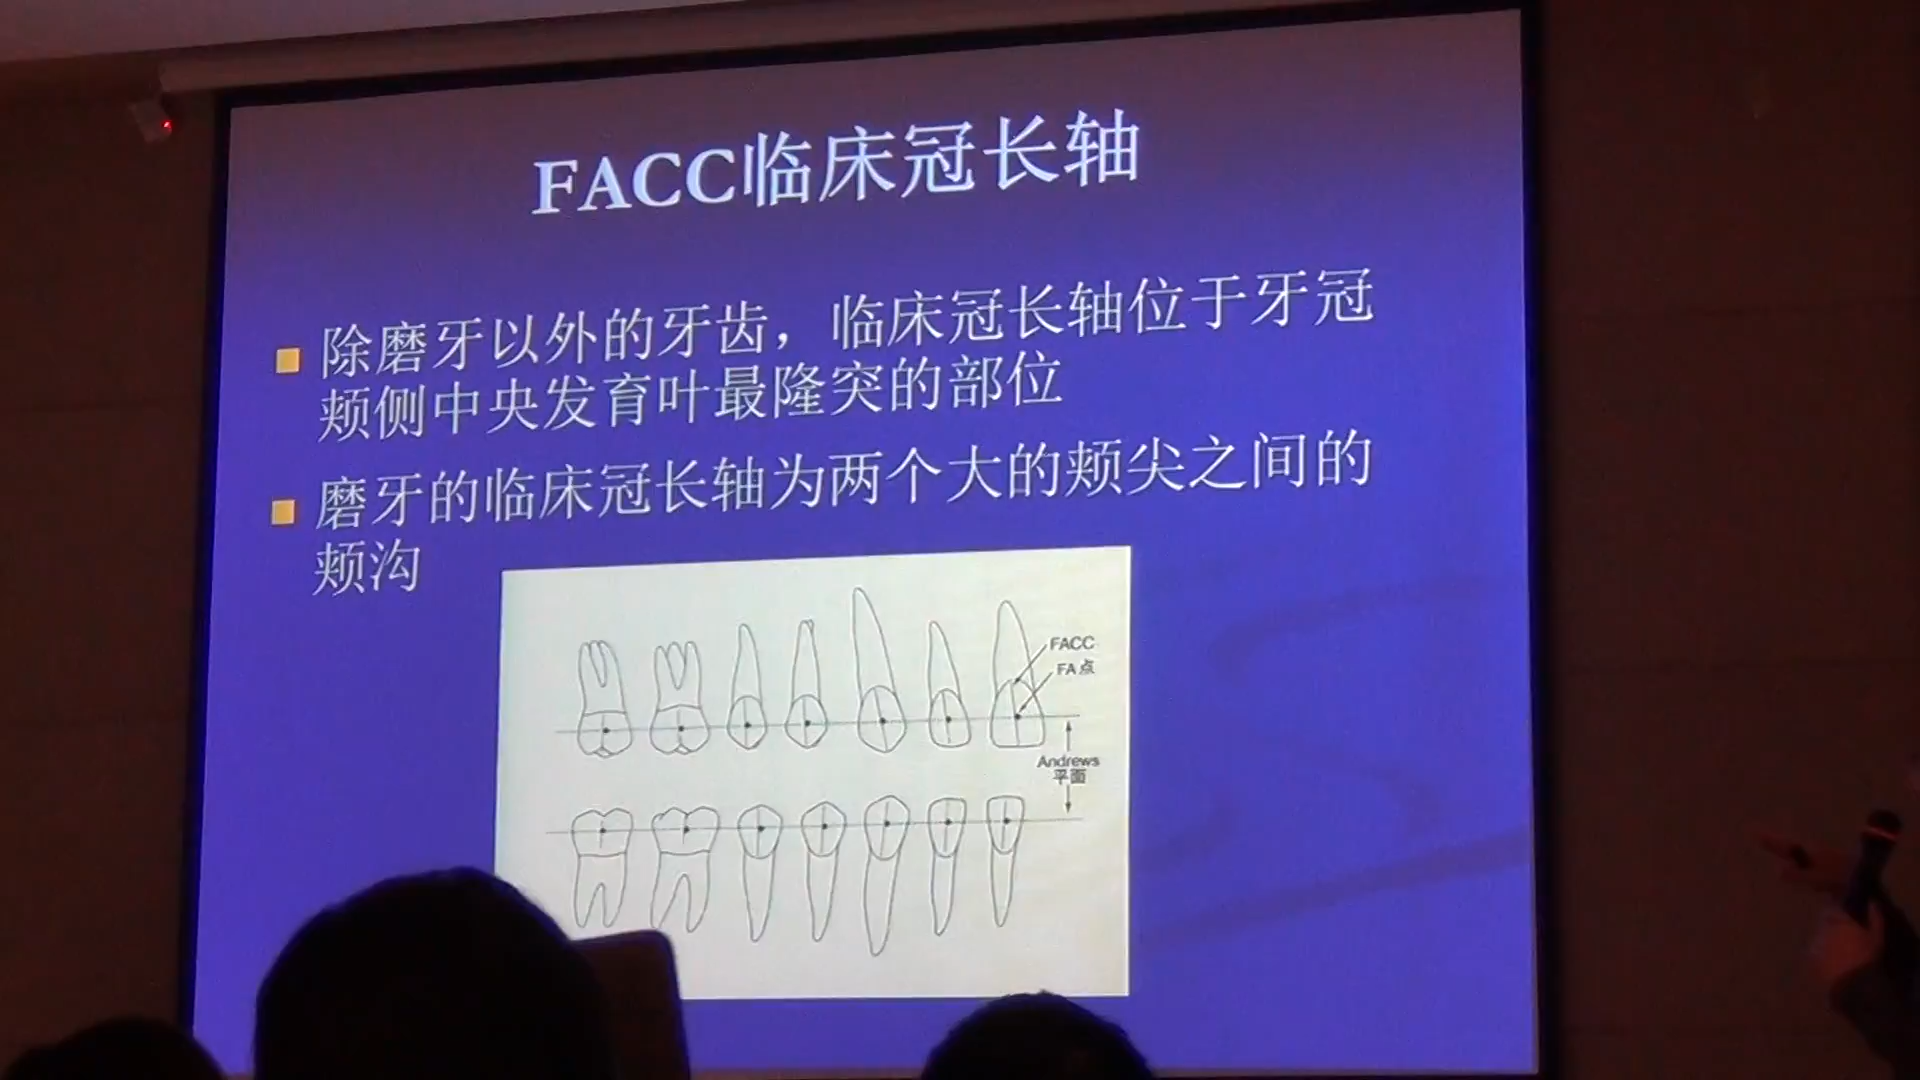 FACC临床冠长轴
除磨牙以外的牙齿，临床冠长轴位于牙冠
颊侧中央发育叶最隆突的部位
磨牙的临床冠长轴为两个大的颊尖之间的
颊沟
FACC
FA点
Andrews
平面